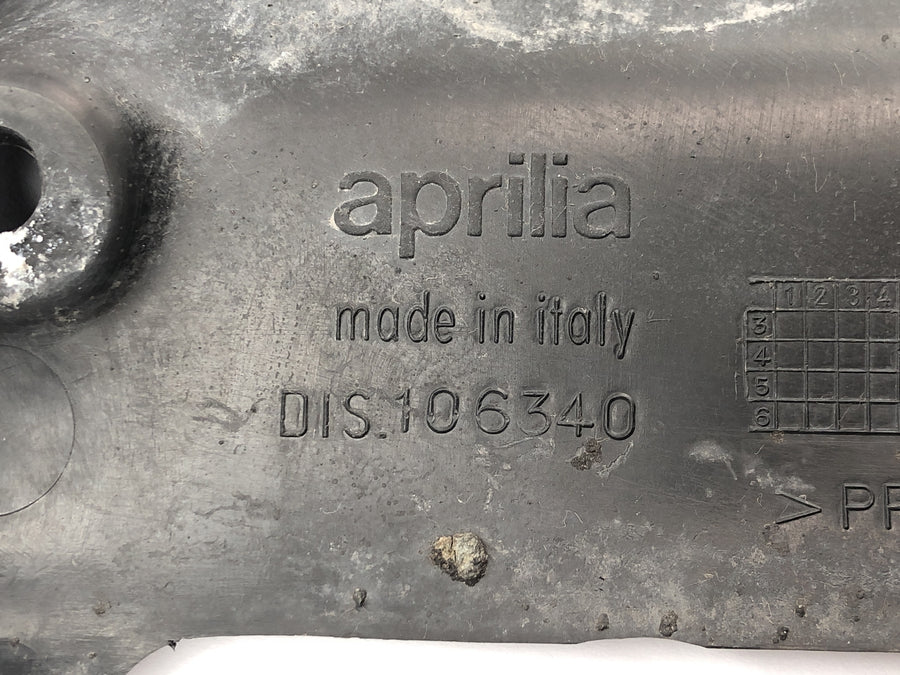 aprilia
made in italy
DIS.106340
1 2 3 4
3
4
5
6
> PP